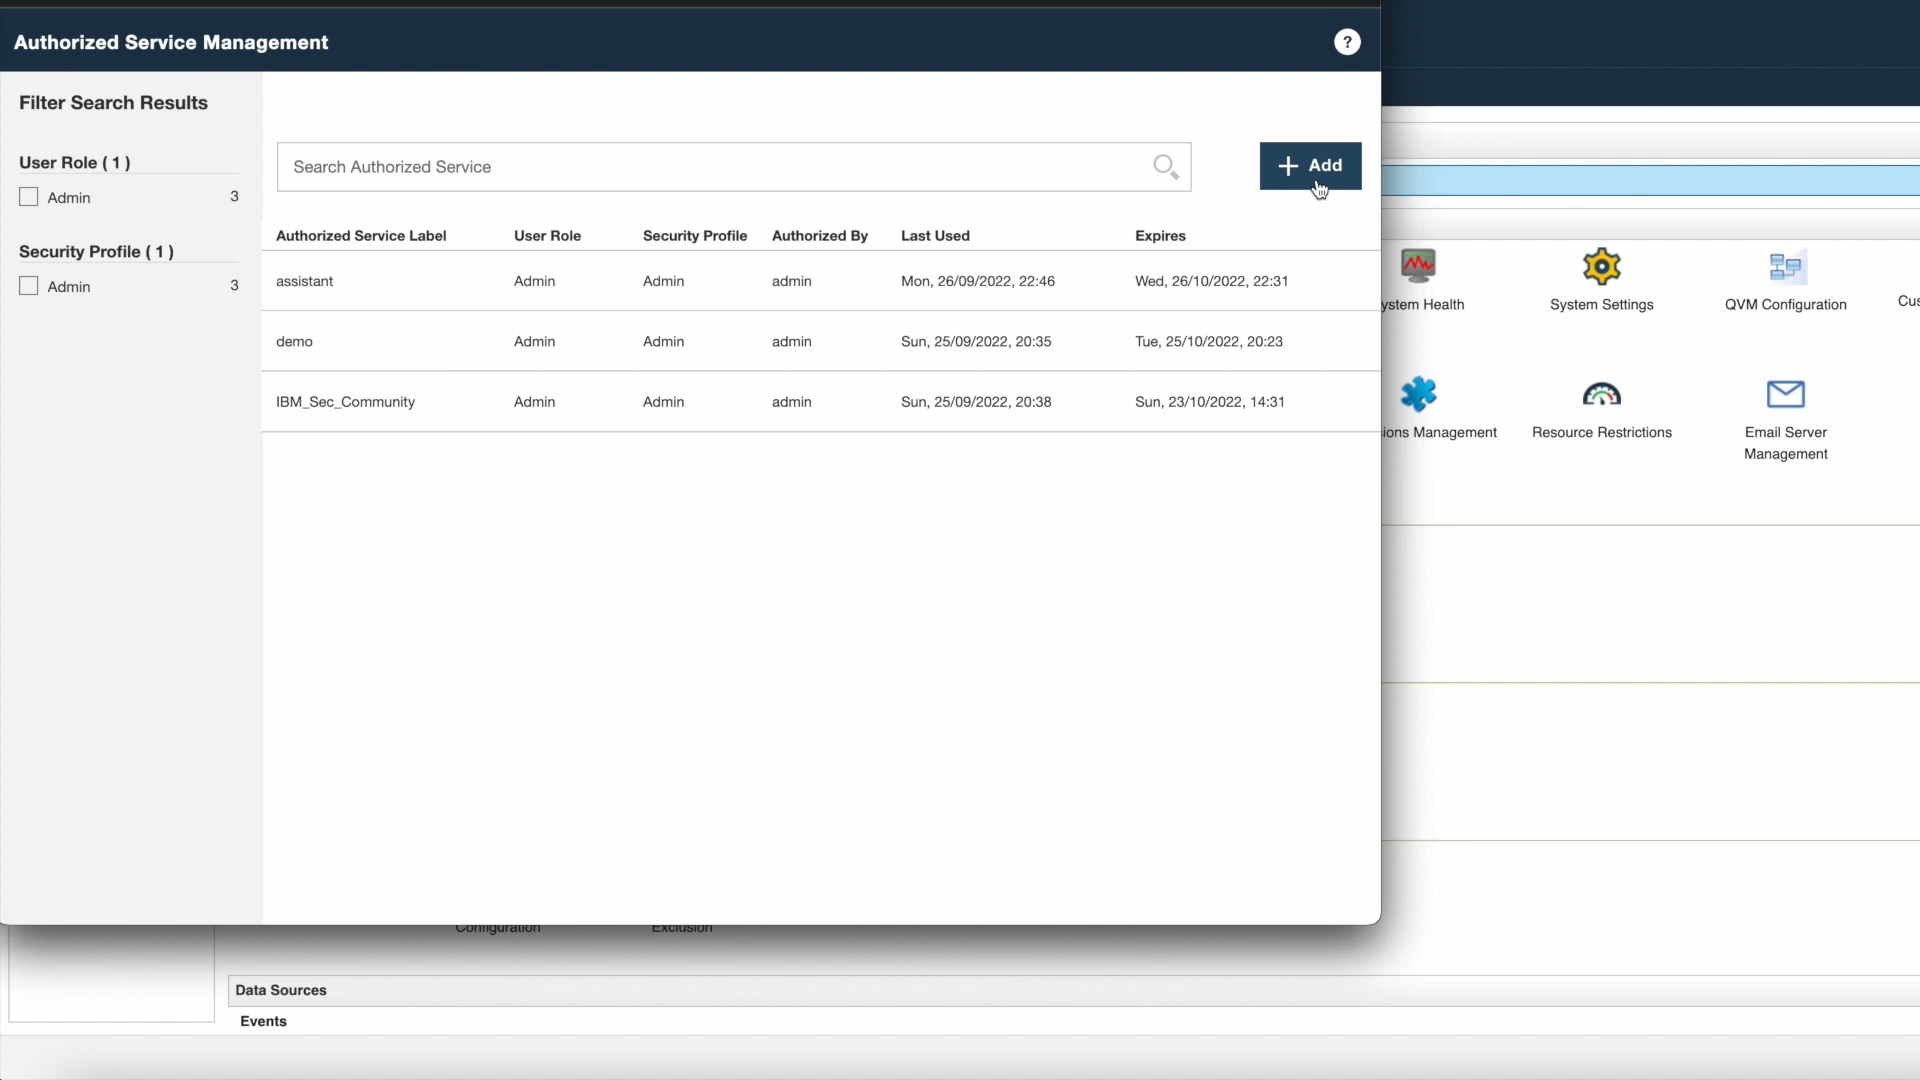 Authorized Service Management
?
Filter Search Results
User Role ( 1 )
Admin 3
Security Profile ( 1 )
Admin 3
Search Authorized Service
Add
Authorized Service Label User Role Security Profile Authorized By Last Used Expires
assistant Admin Admin admin Mon, 26/09/2022, 22:46 Wed, 26/10/2022, 22:31
demo Admin Admin admin Sun, 25/09/2022, 20:35 Tue, 25/10/2022, 20:23
IBM_Sec_Community Admin Admin admin Sun, 25/09/2022, 20:38 Sun, 23/10/2022, 14:31
ystem Health System Settings QVM Configuration Cus
ions Management Resource Restrictions Email Server
Management
Configuration Exclusion
Data Sources
Events